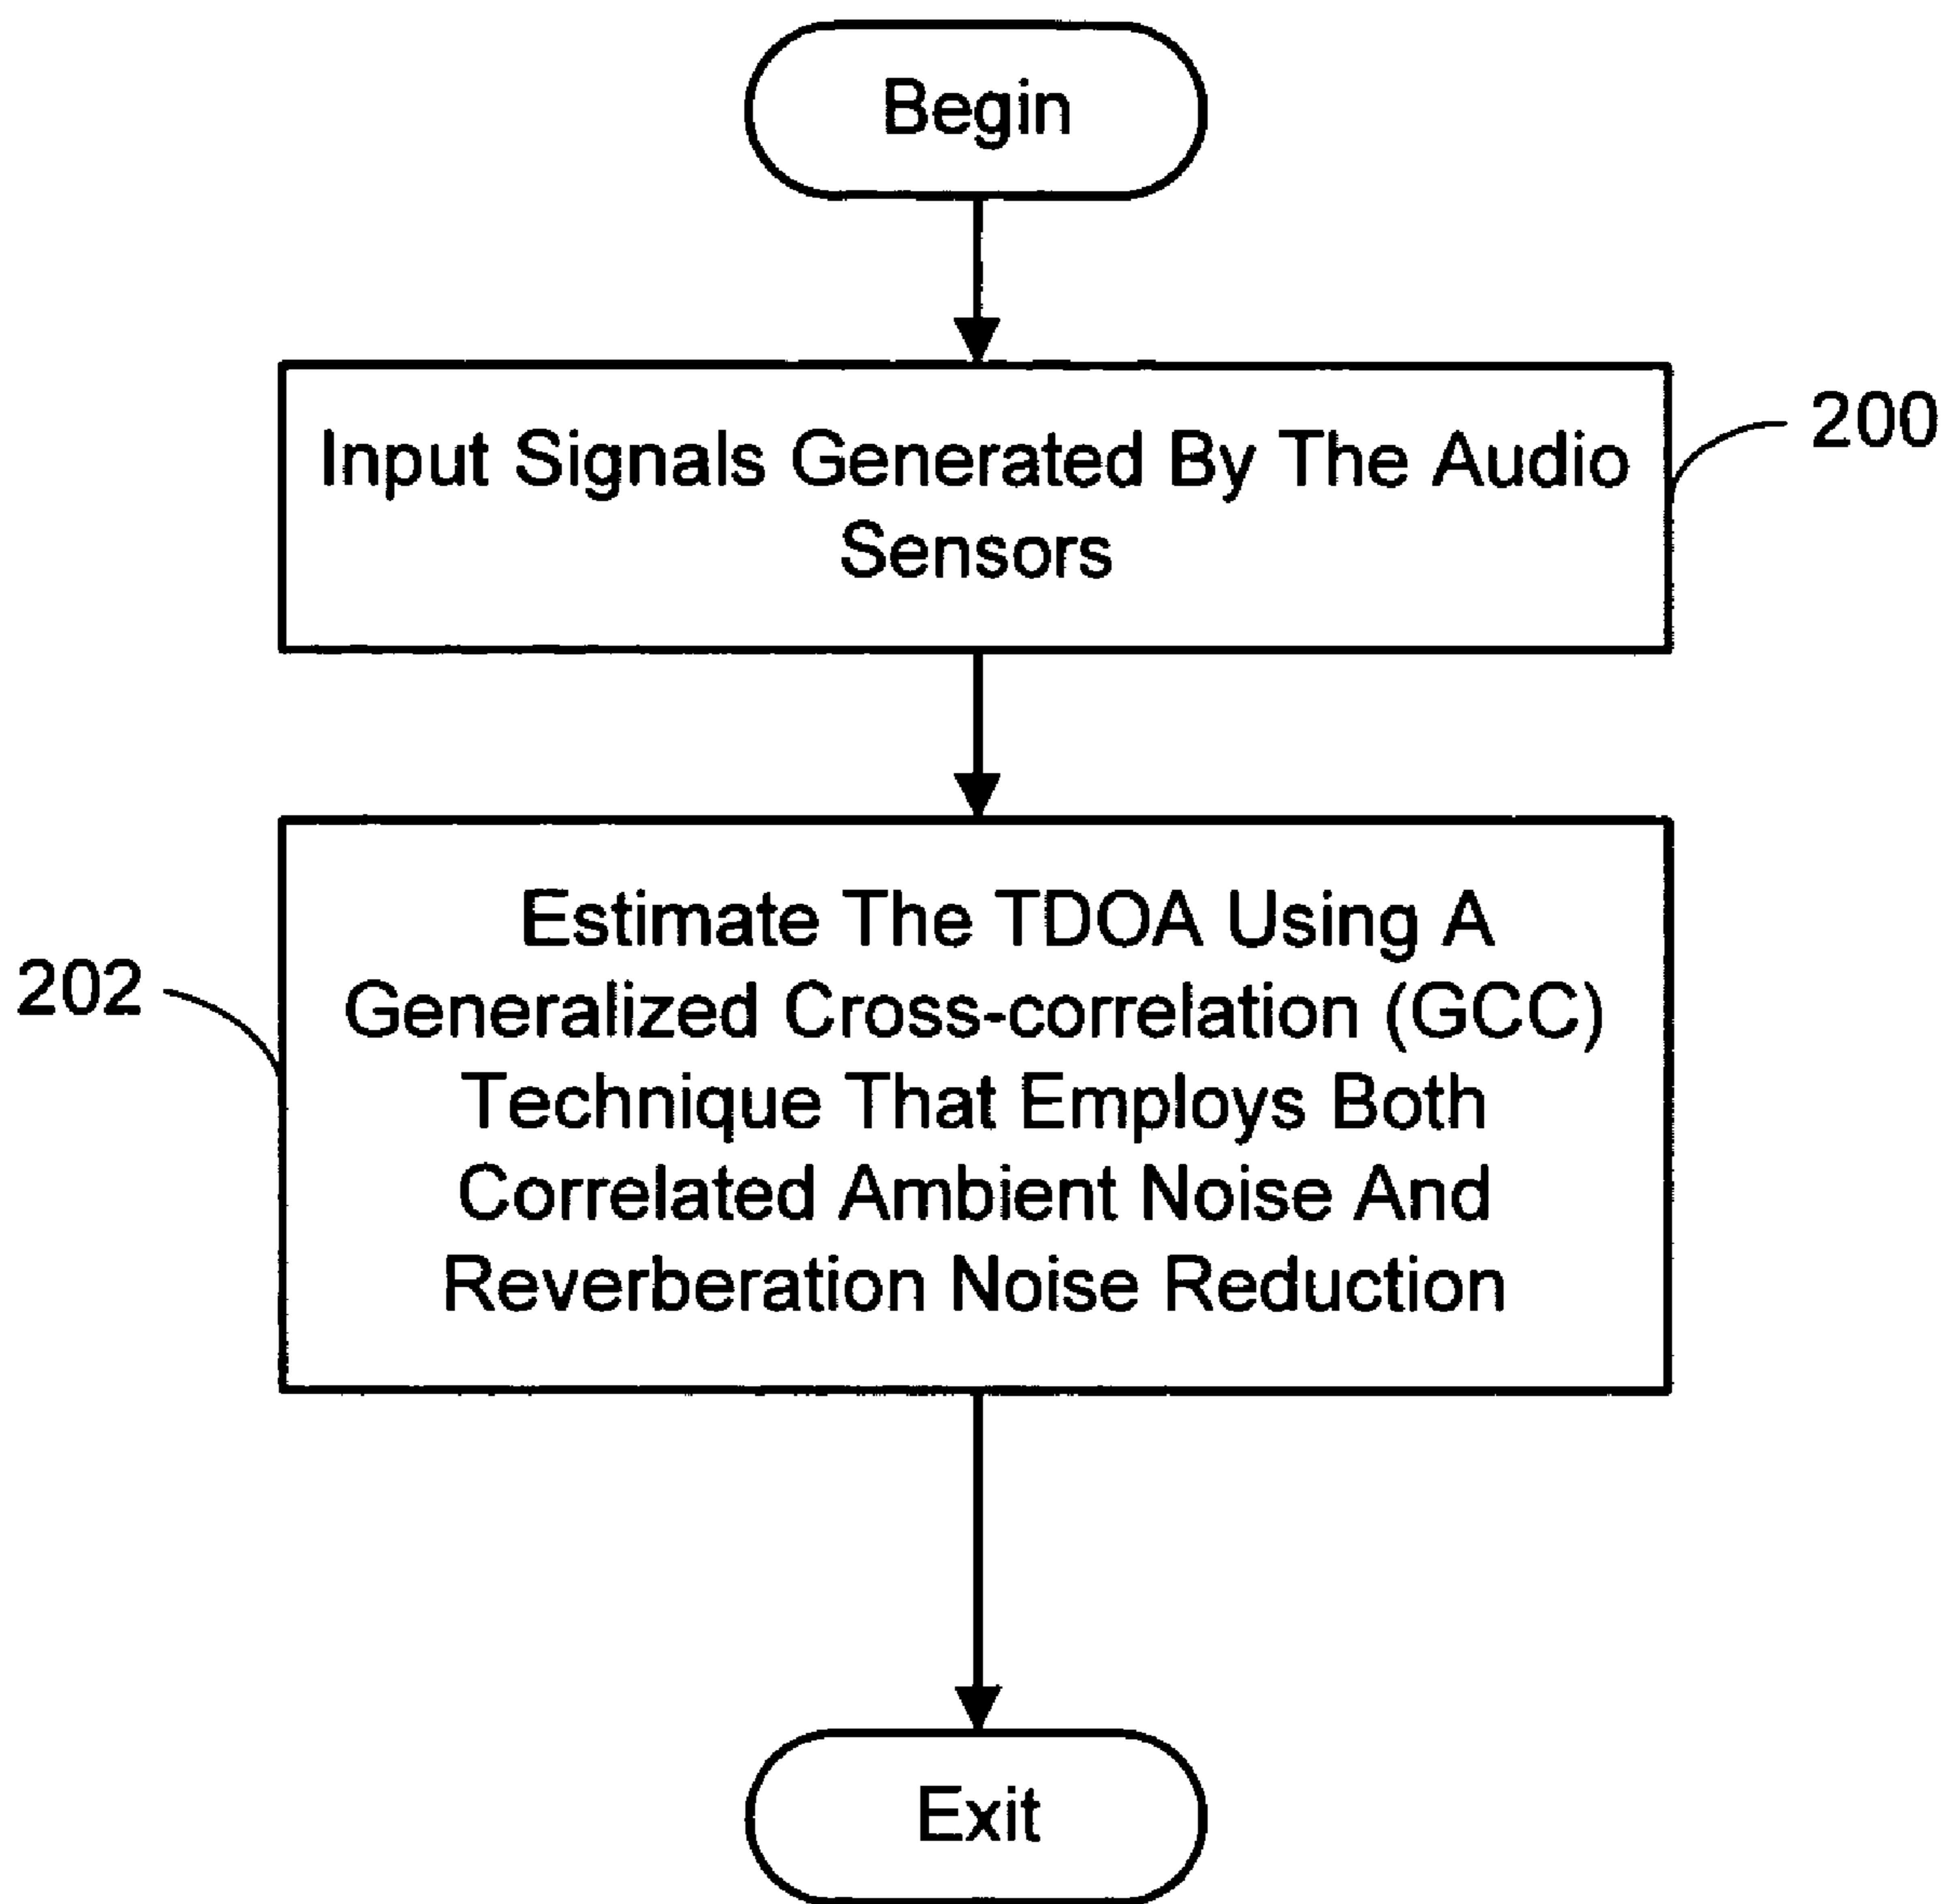 Begin
Input Signals Generated By The Audio
Sensors
200
Estimate The TDOA Using A
Generalized Cross-correlation (GCC)
Technique That Employs Both
Correlated Ambient Noise And
Reverberation Noise Reduction
202
Exit